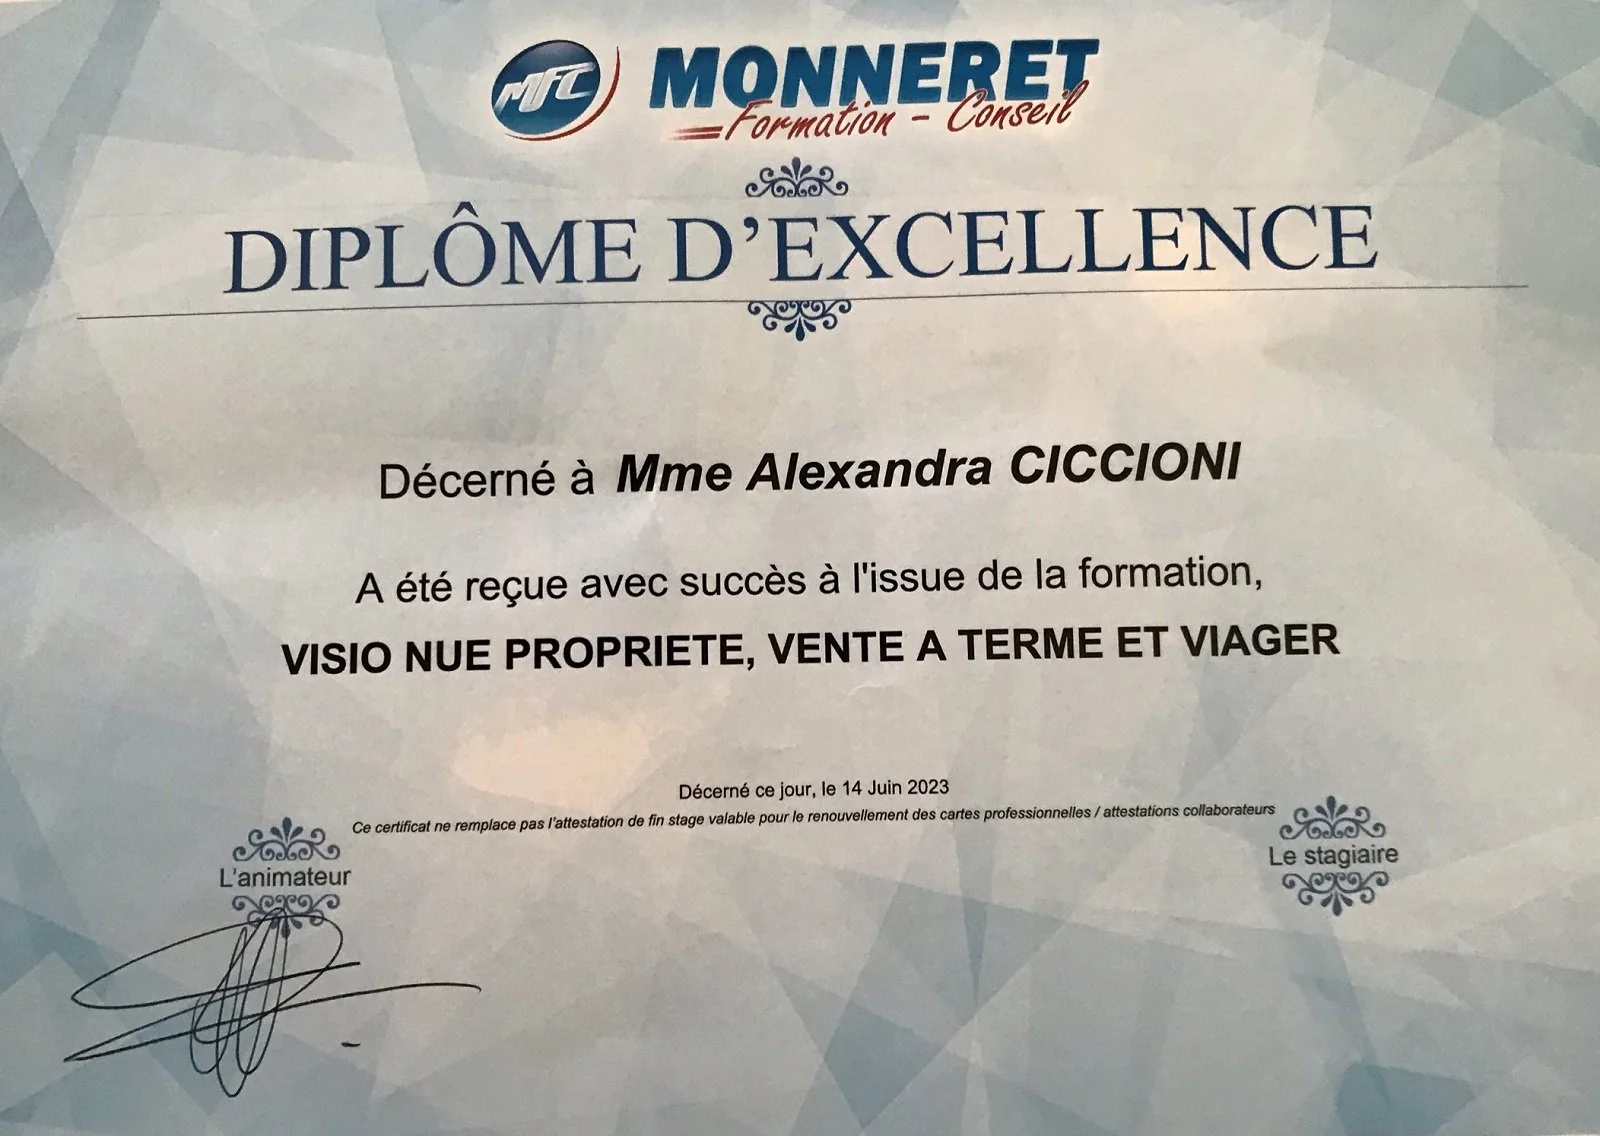 MFC
MONNERET
Formation - Conseil
DIPLÔME D'EXCELLENCE
Décerné à Mme Alexandra CICCIONI
A été reçue avec succès à l'issue de la formation,
VISIO NUE PROPRIETE, VENTE A TERME ET VIAGER
Décerné ce jour, le 14 Juin 2023
Ce certificat ne remplace pas l'attestation de fin stage valable pour le renouvellement des cartes professionnelles / attestations collaborateurs
L'animateur
Le stagiaire